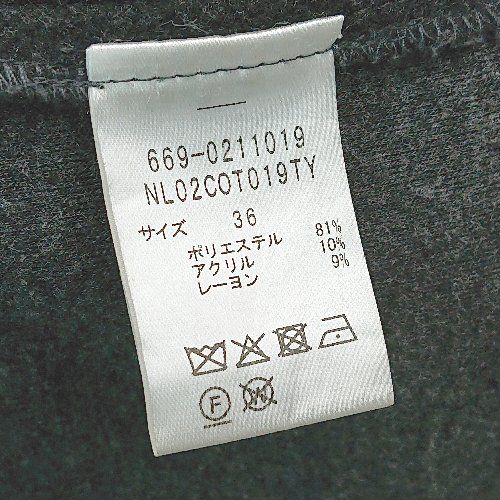 669-0211019
NL02COT019TY
サイズ 36
ポリエステル 81%
アクリル 10%
レーヨン 9%
F W